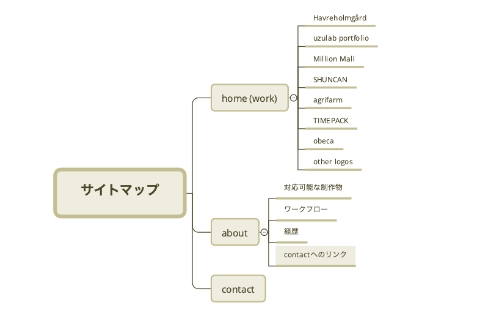 サイトマップ
home (work)
Havreholmgård
uzulab portfolio
Million Mall
SHUNCAN
agrifarm
TIMEPACK
obeca
other logos
about
対応可能な制作物
ワークフロー
経歴
contactへのリンク
contact